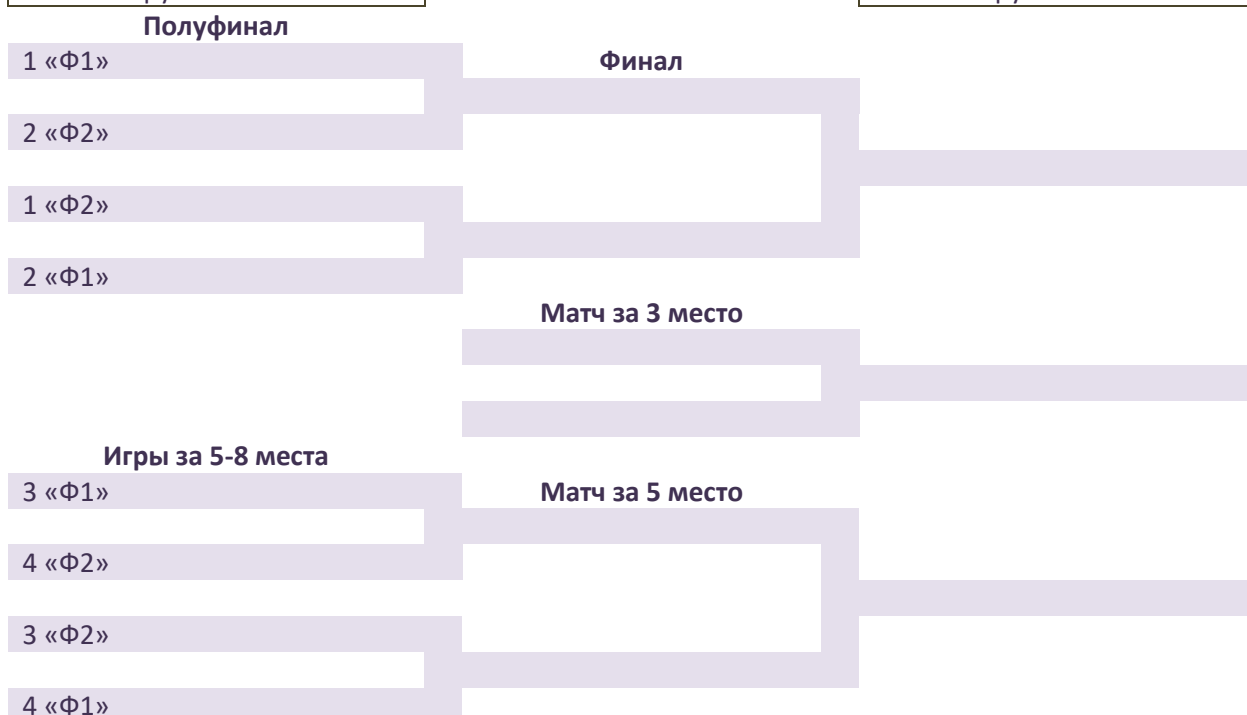 Полуфинал
1 «Ф1»
Финал
2 «Ф2»
1 «Ф2»
2 «Ф1»
Матч за 3 место
Игры за 5-8 места
3 «Ф1»
Матч за 5 место
4 «Ф2»
3 «Ф2»
4 «Ф1»